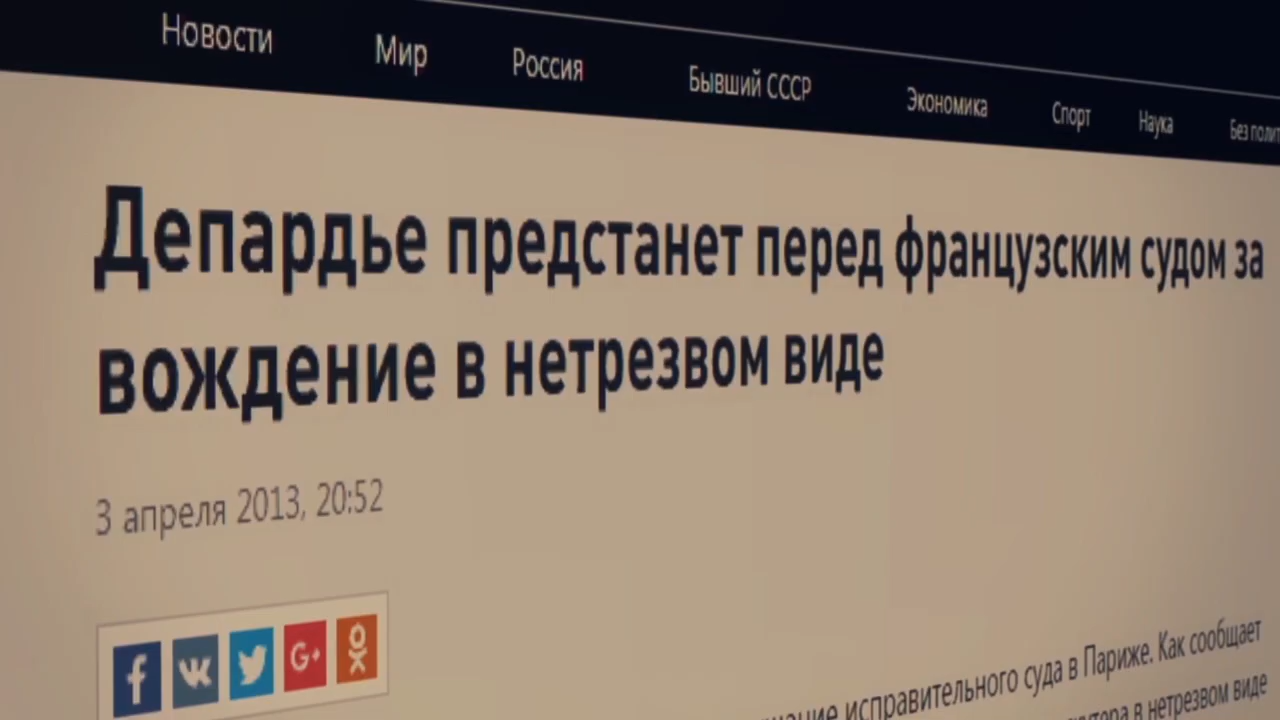 Новости Мир Россия Бывший СССР Экономика Спорт Наука Без
Депардье предстанет перед французским судом за
вождение в нетрезвом виде
3 апреля 2013, 20:52
исправительного суда в Париже. Как сообщает
в нетрезвом виде